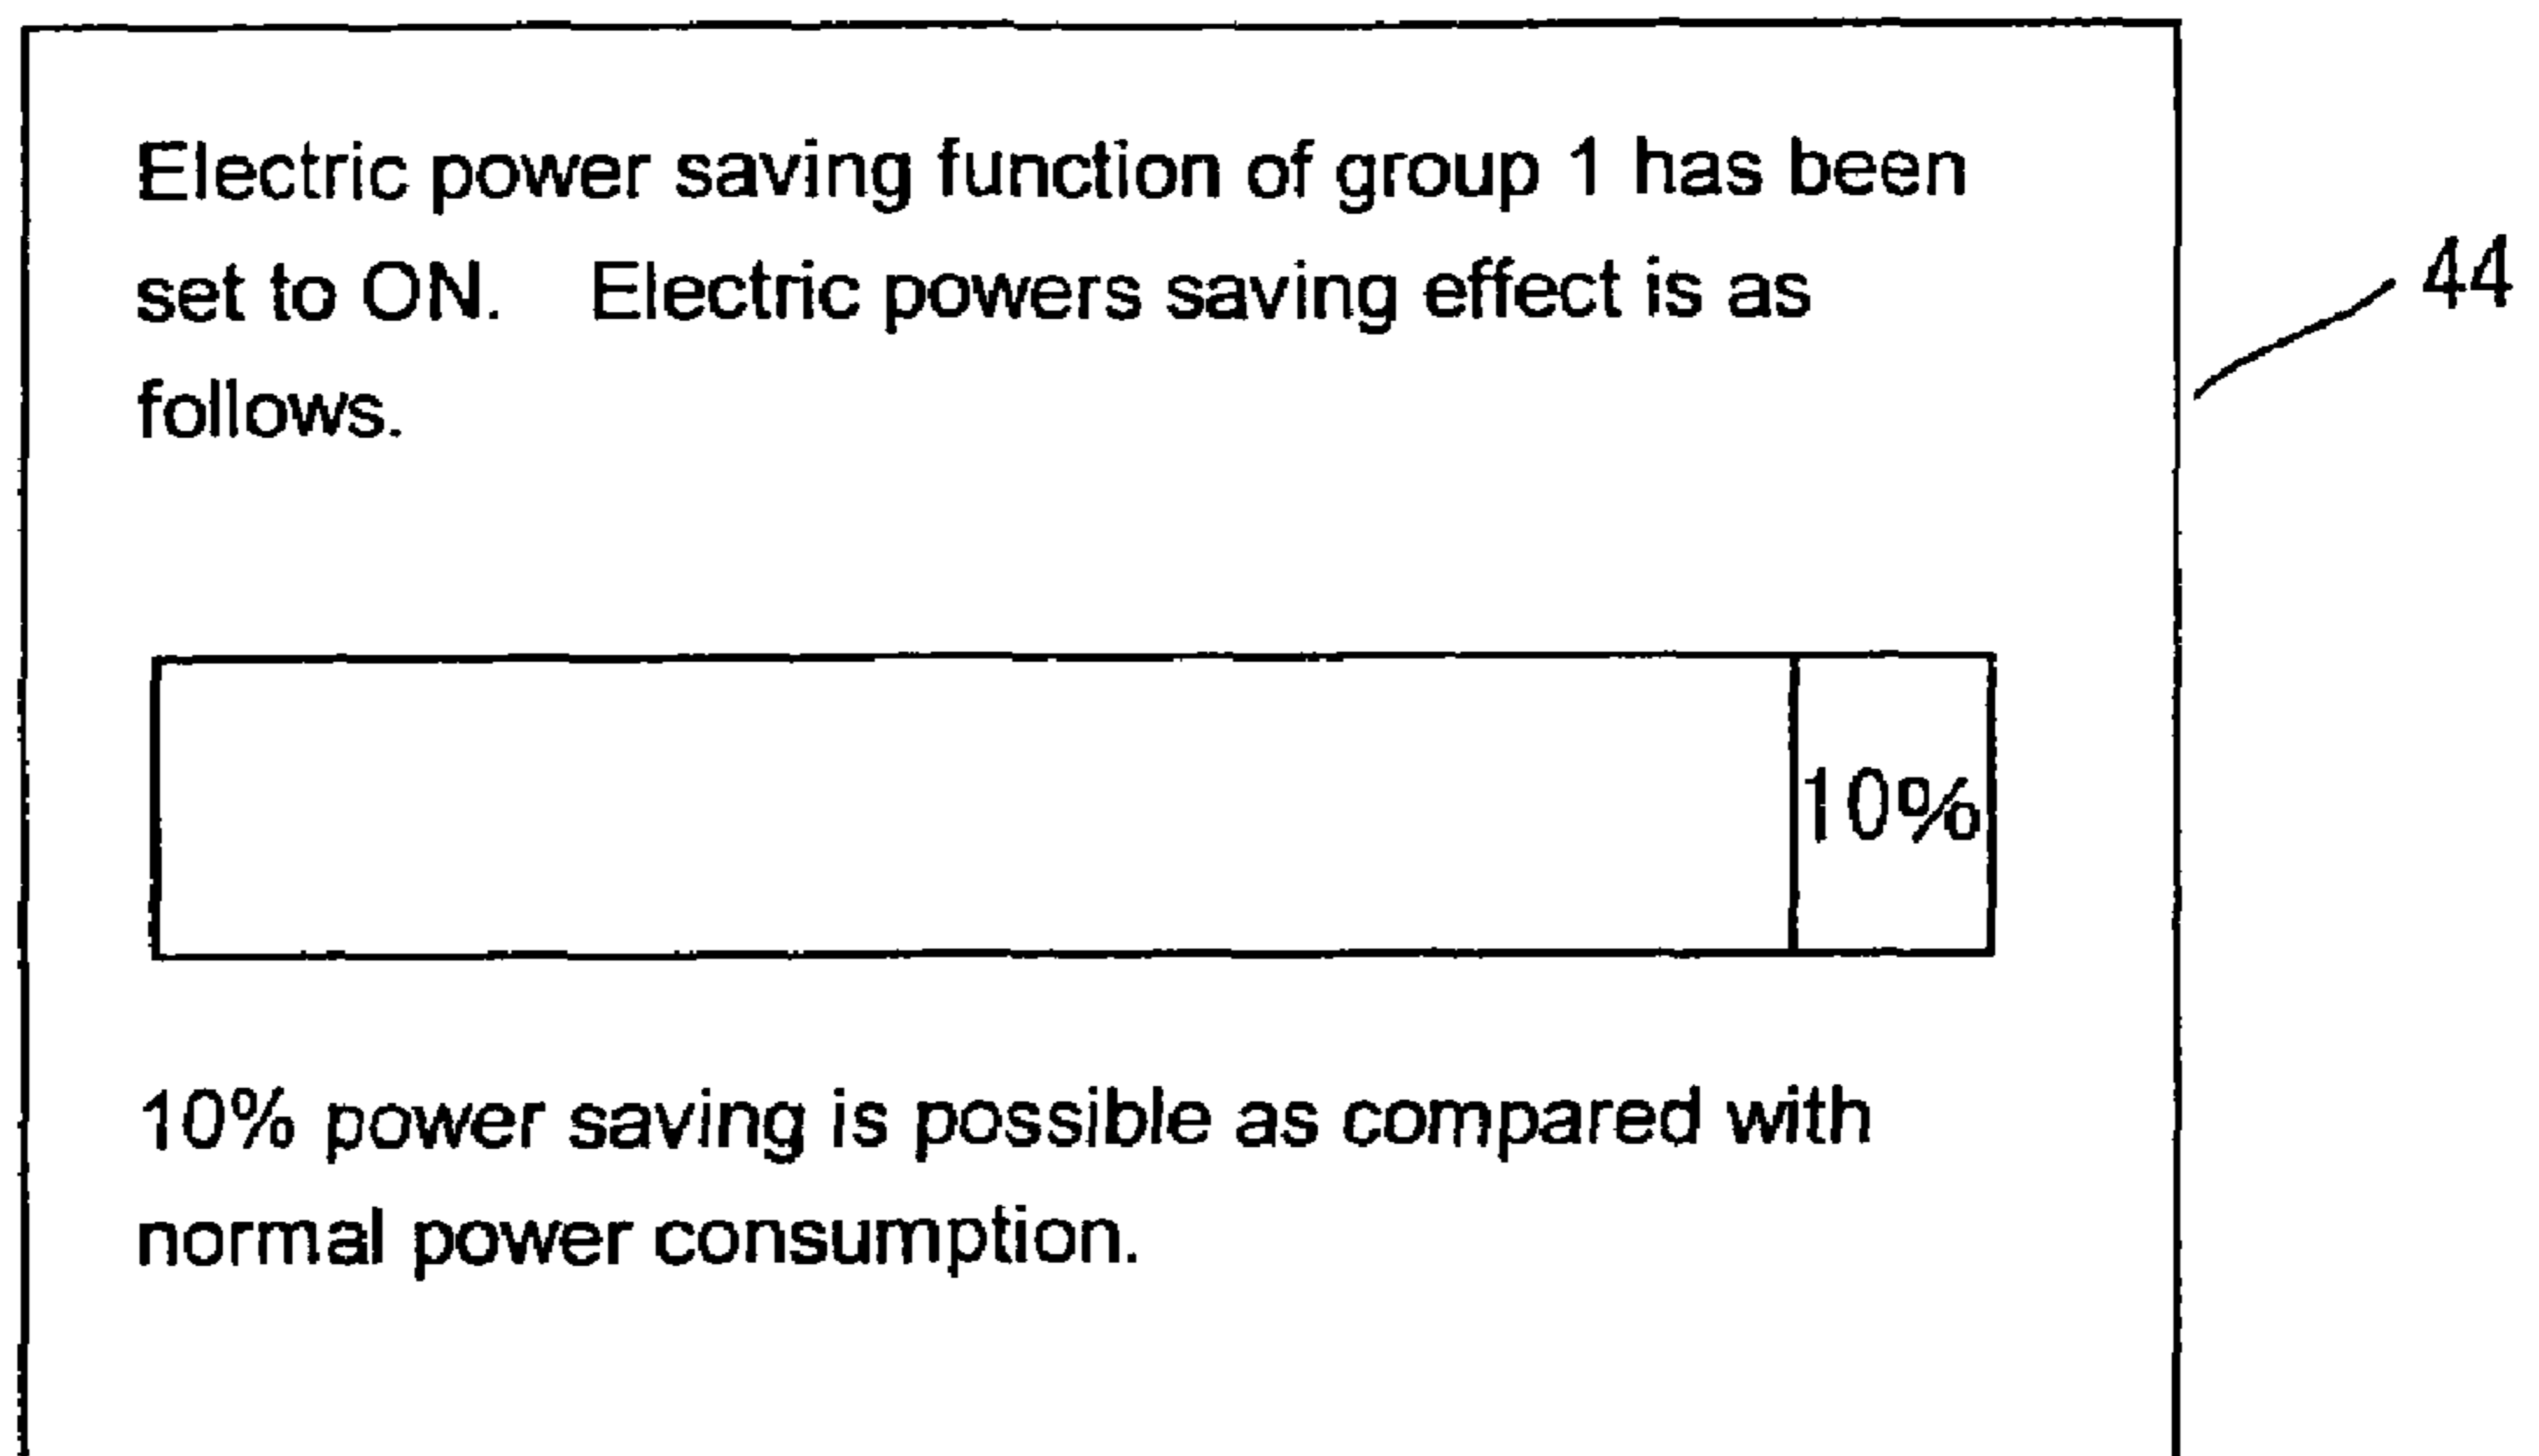 Electric power saving function of group 1 has been
set to ON. Electric powers saving effect is as
follows.
44
10%
10% power saving is possible as compared with
normal power consumption.